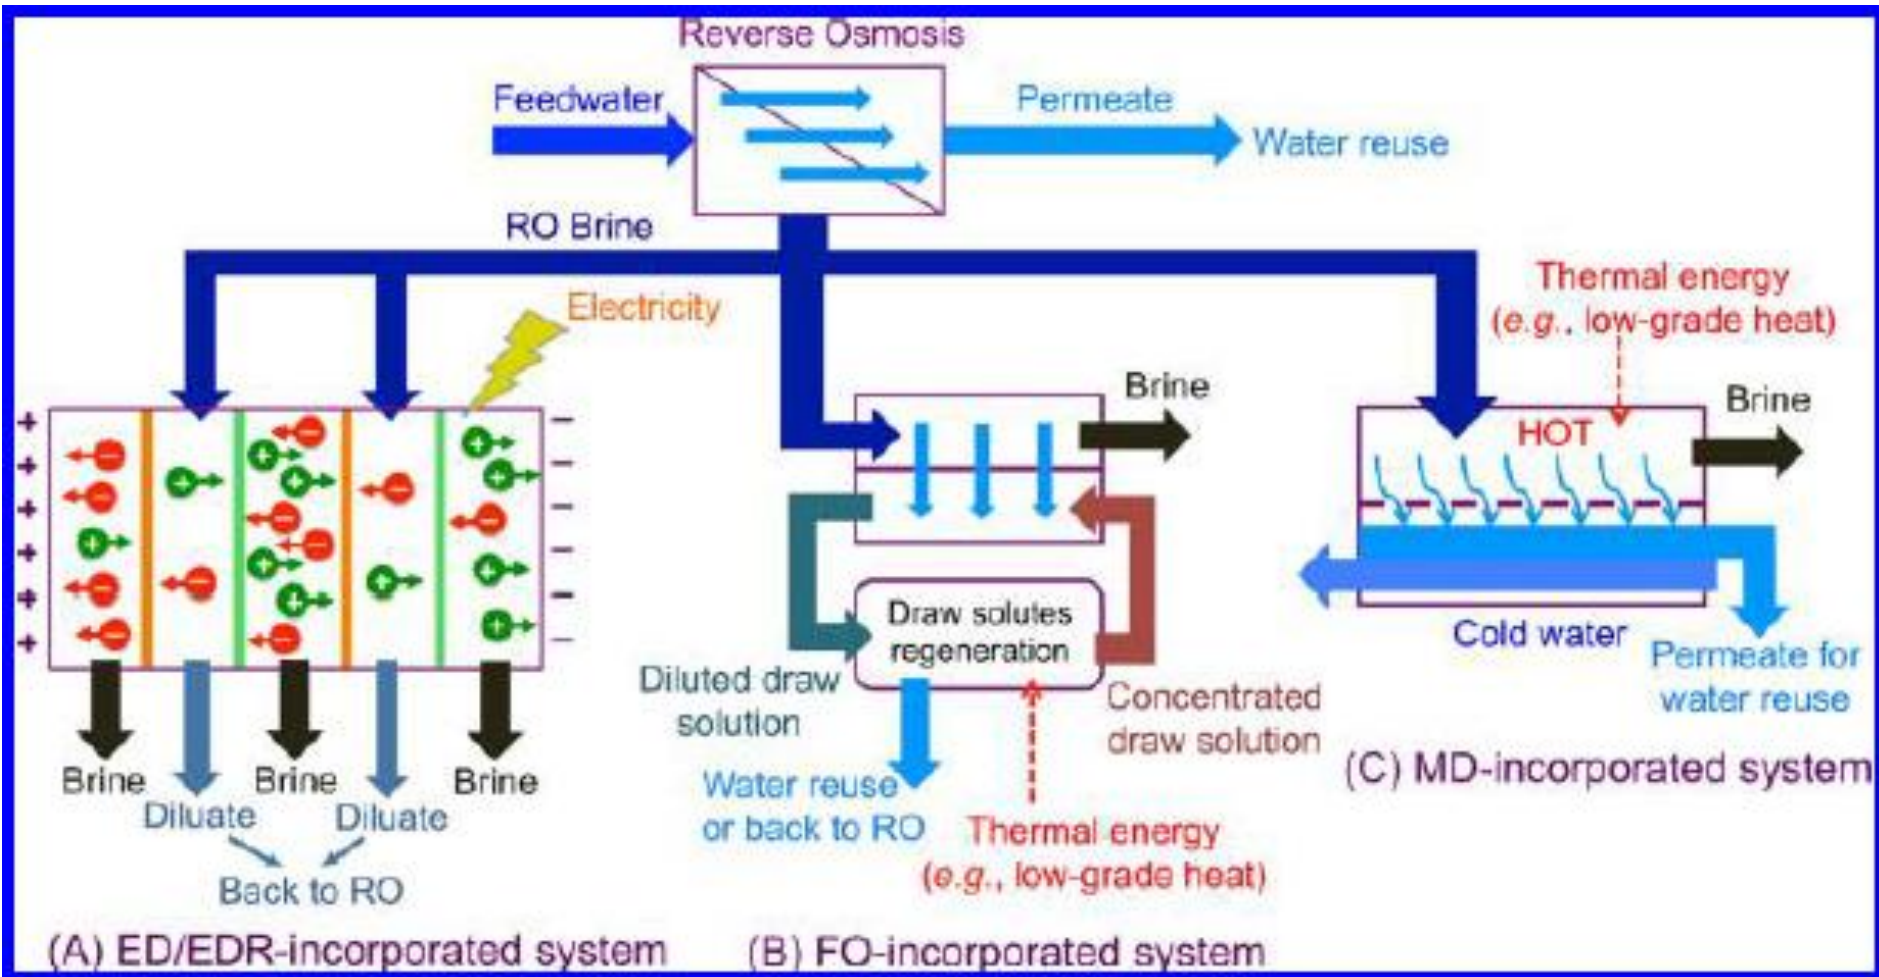 Reverse Osmosis
Feedwater
Permeate
Water reuse
RO Brine
Electricity
Thermal energy
(e.g., low-grade heat)
Brine
HOT
Brine
+
+
+
+
+
+
−
−
−
−
−
−
Draw solutes
regeneration
Cold water
Permeate for
water reuse
Diluted draw
solution
Concentrated
draw solution
(C) MD-incorporated system
Brine
Brine
Brine
Diluate
Diluate
Back to RO
Water reuse
or back to RO
Thermal energy
(e.g., low-grade heat)
(A) ED/EDR-incorporated system
(B) FO-incorporated system